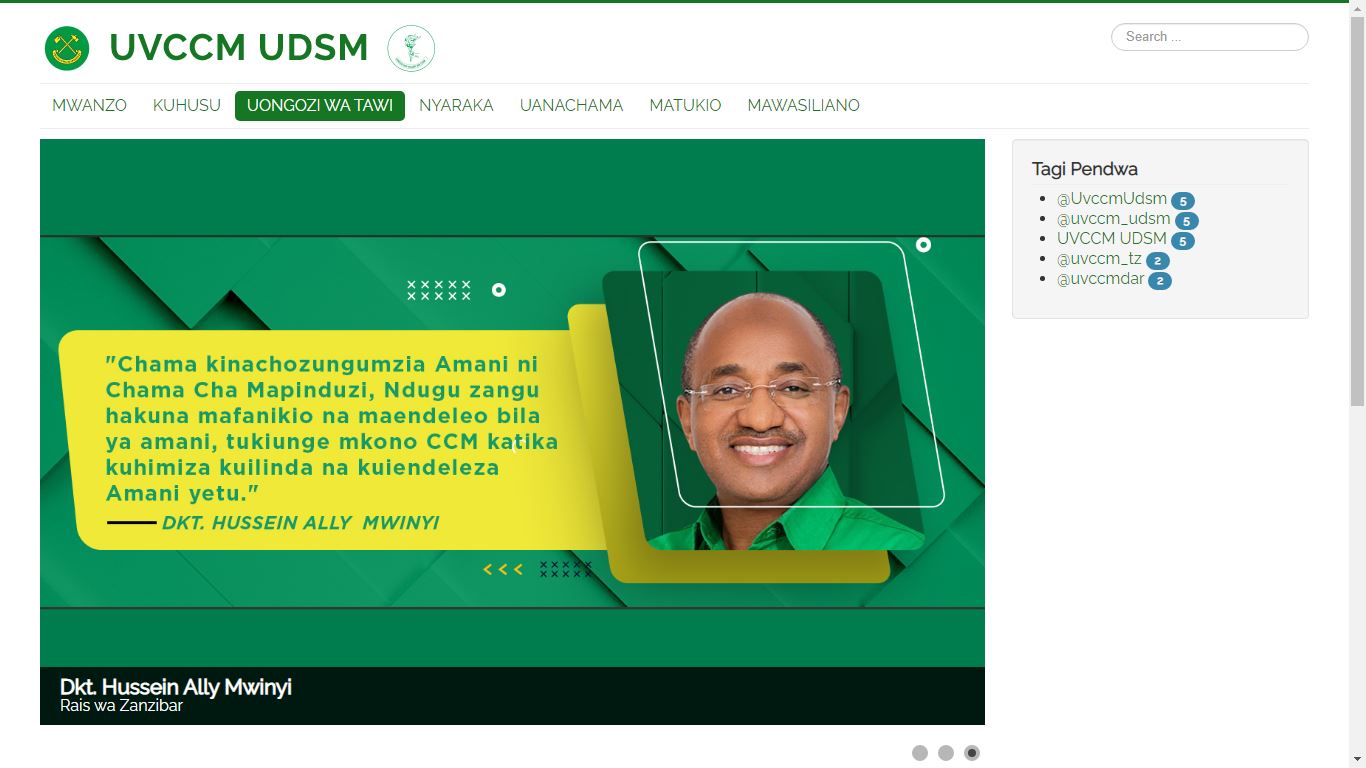 UVCCM UDSM
Search ...
MWANZO KUHUSU UONGOZI WA TAWI NYARAKA UANACHAMA MATUKIO MAWASILIANO
"Chama kinachozungumzia Amani ni
Chama Cha Mapinduzi, Ndugu zangu
hakuna mafanikio na maendeleo bila
ya amani, tukiunge mkono CCM katika
kuhimiza kuilinda na kuiendeleza
Amani yetu."
DKT. HUSSEIN ALLY MWINYI
Dkt. Hussein Ally Mwinyi
Rais wa Zanzibar
Tagi Pendwa
@UvccmUdsm 5
@uvccm_udsm 5
UVCCM UDSM 5
@uvccm_tz 2
@uvccmdar 2